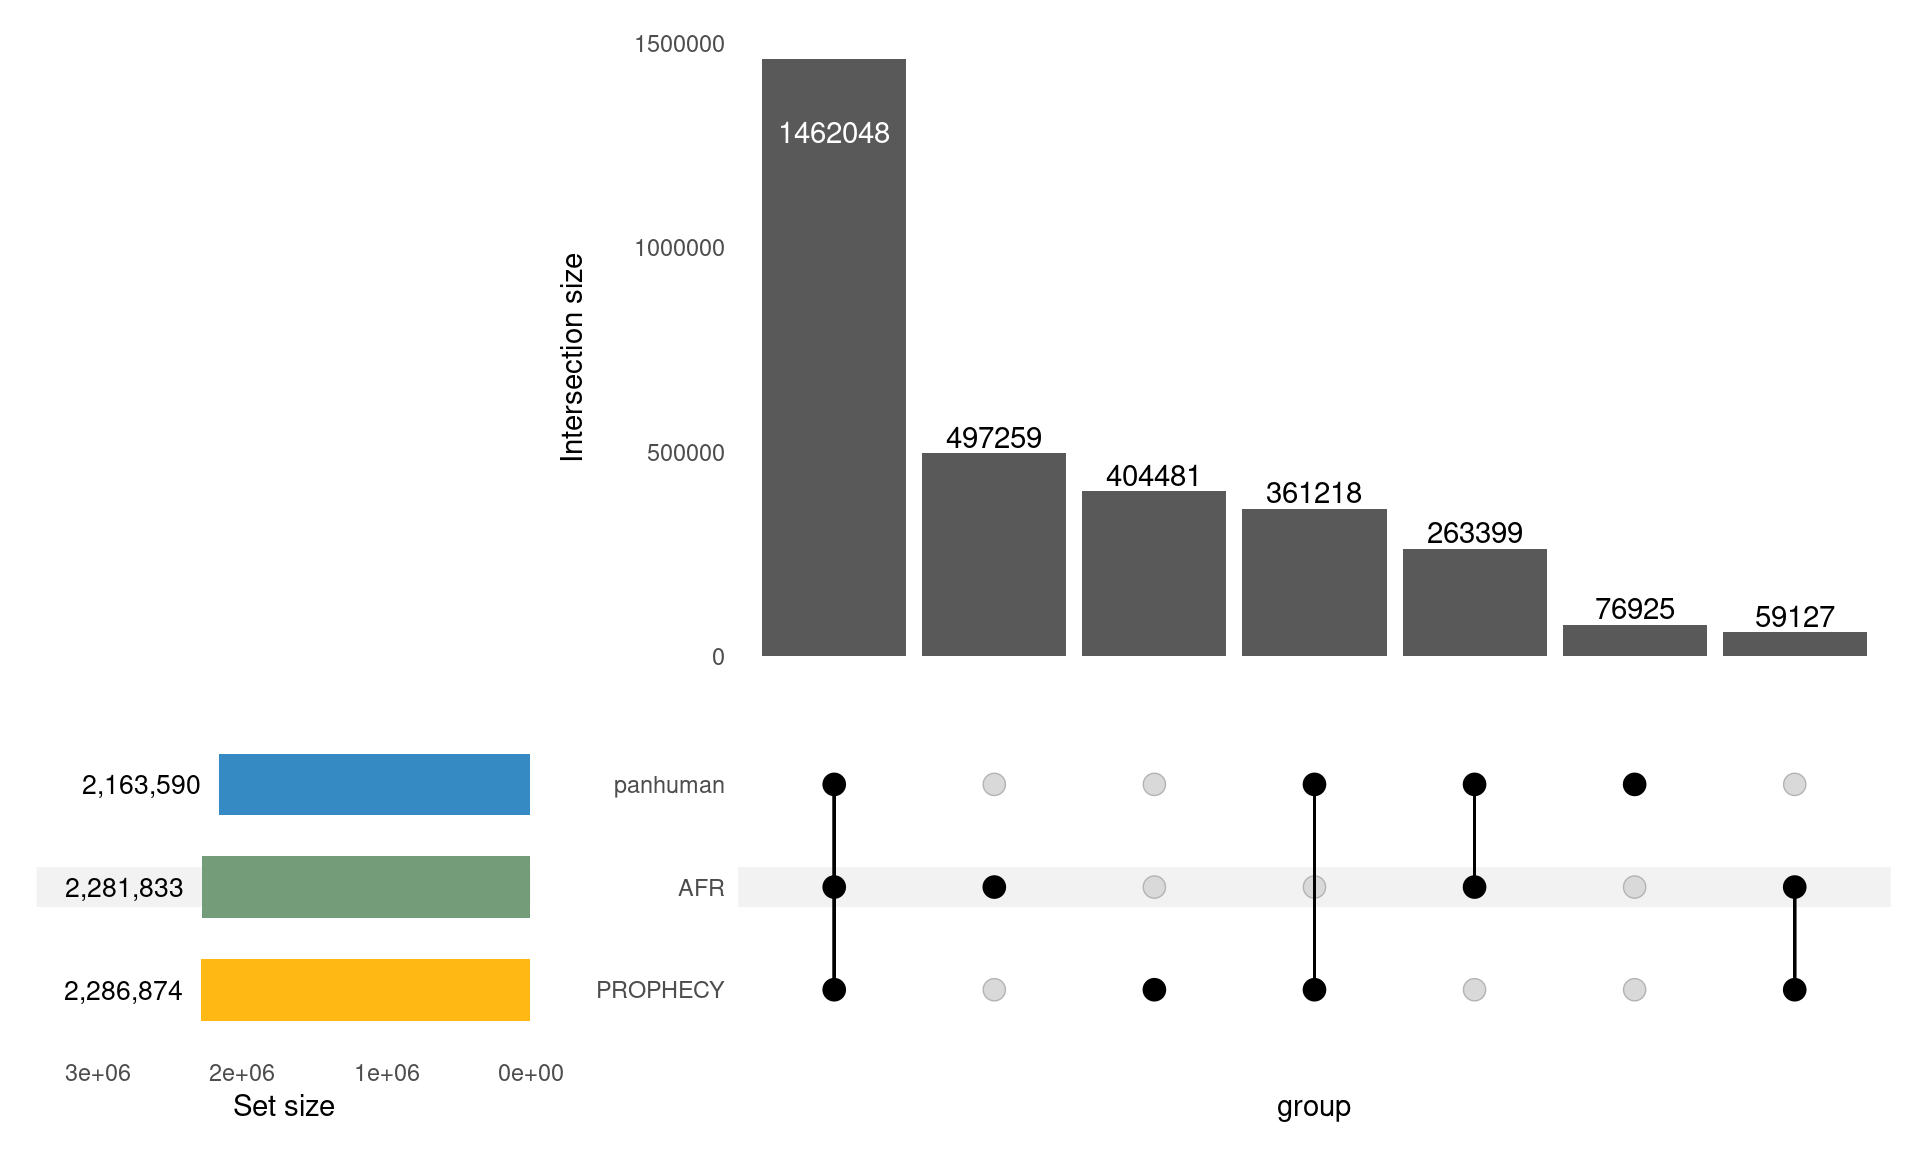 1500000
1000000
500000
0
Intersection size
1462048
497259
404481
361218
263399
76925
59127
2,163,590
2,281,833
2,286,874
panhuman
AFR
PROPHECY
3e+06 2e+06 1e+06 0e+00
Set size
group